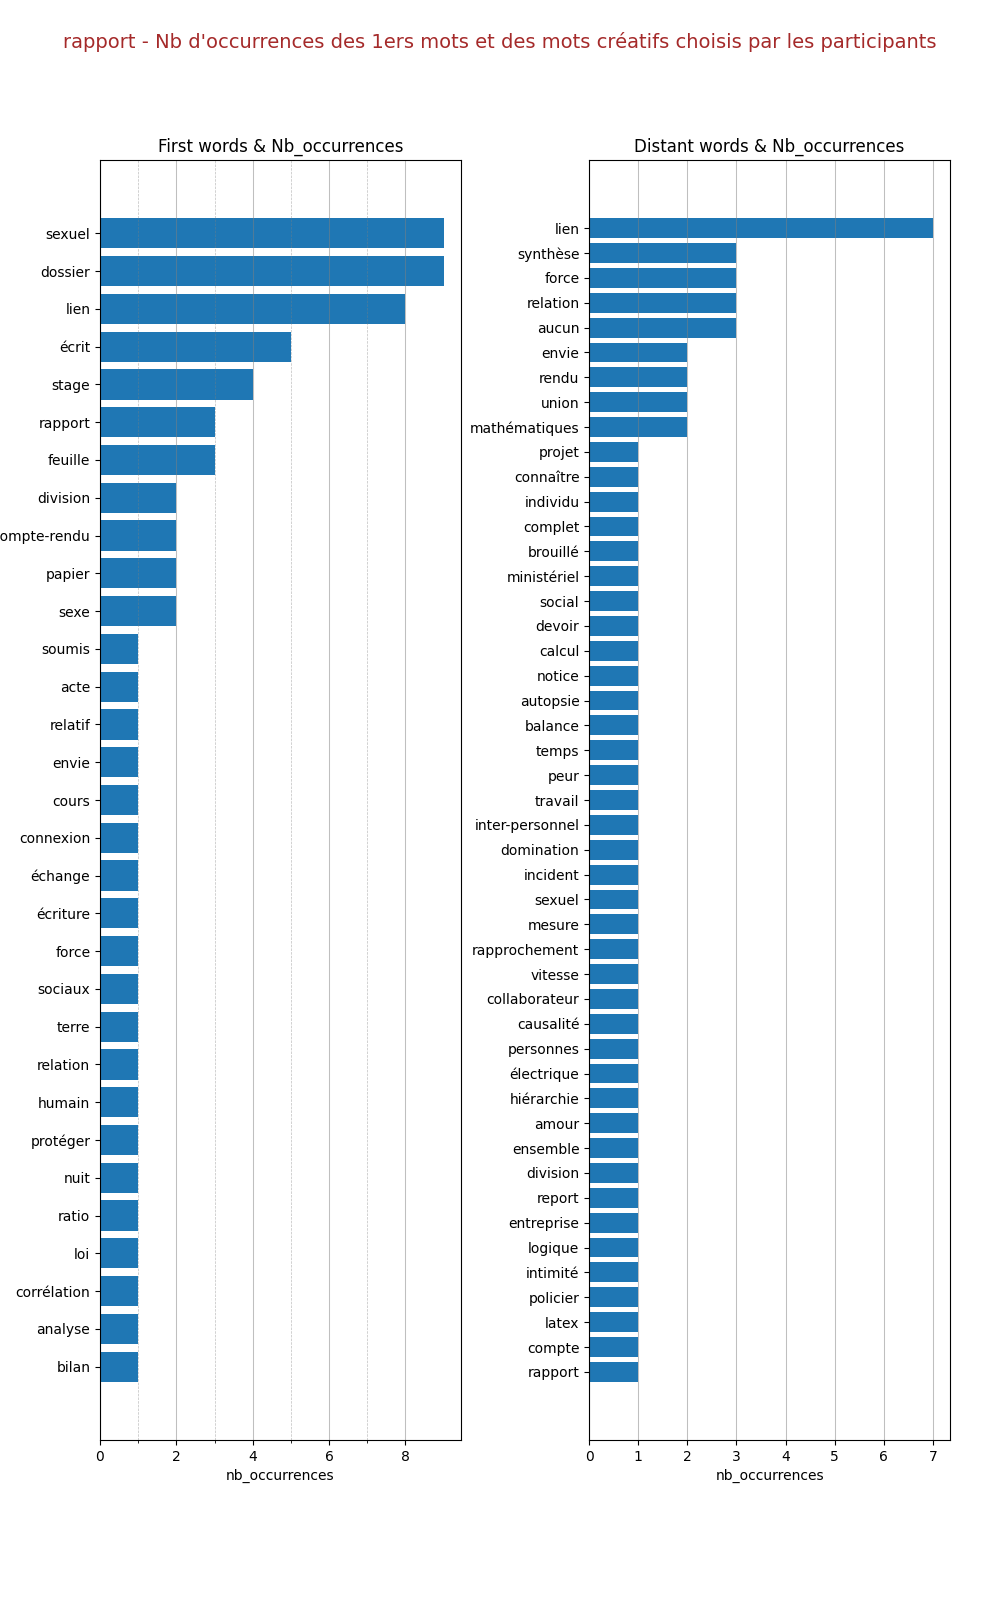 rapport - Nb d'occurrences des 1ers mots et des mots créatifs choisis par les participants
First words & Nb_occurrences
sexuel
dossier
lien
écrit
stage
rapport
feuille
division
ompte-rendu
papier
sexe
soumis
acte
relatif
envie
cours
connexion
échange
écriture
force
sociaux
terre
relation
humain
protéger
nuit
ratio
loi
corrélation
analyse
bilan
0 2 4 6 8
nb_occurrences
Distant words & Nb_occurrences
lien
synthèse
force
relation
aucun
envie
rendu
union
mathématiques
projet
connaître
individu
complet
brouillé
ministériel
social
devoir
calcul
notice
autopsie
balance
temps
peur
travail
inter-personnel
domination
incident
sexuel
mesure
rapprochement
vitesse
collaborateur
causalité
personnes
électrique
hiérarchie
amour
ensemble
division
report
entreprise
logique
intimité
policier
latex
compte
rapport
0 1 2 3 4 5 6 7
nb_occurrences